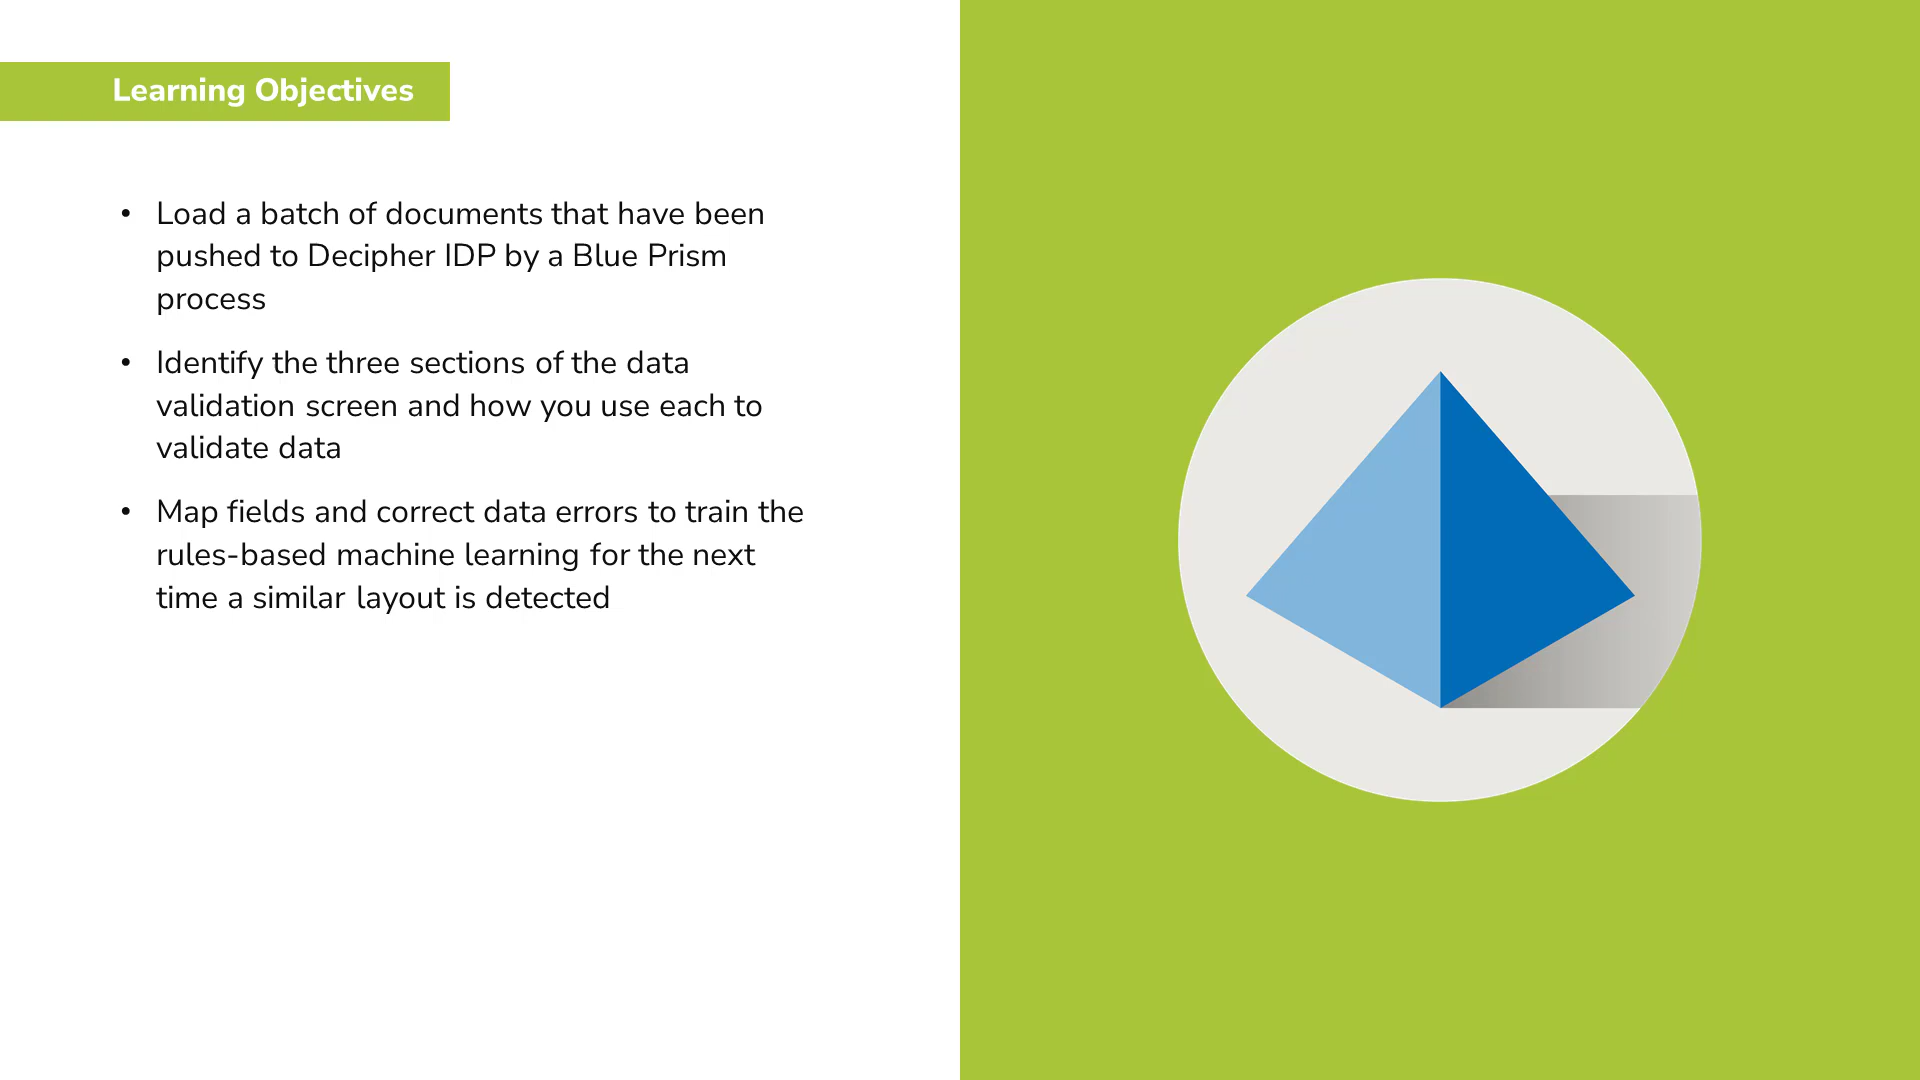 Learning Objectives
• Load a batch of documents that have been
pushed to Decipher IDP by a Blue Prism
process
• Identify the three sections of the data
validation screen and how you use each to
validate data
• Map fields and correct data errors to train the
rules-based machine learning for the next
time a similar layout is detected